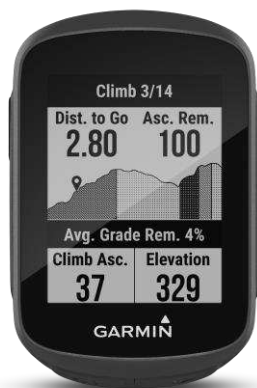 Climb 3/14
Dist. to Go Asc. Rem.
2.80 100
Avg. Grade Rem. 4%
Climb Asc. Elevation
37 329
GARMIN